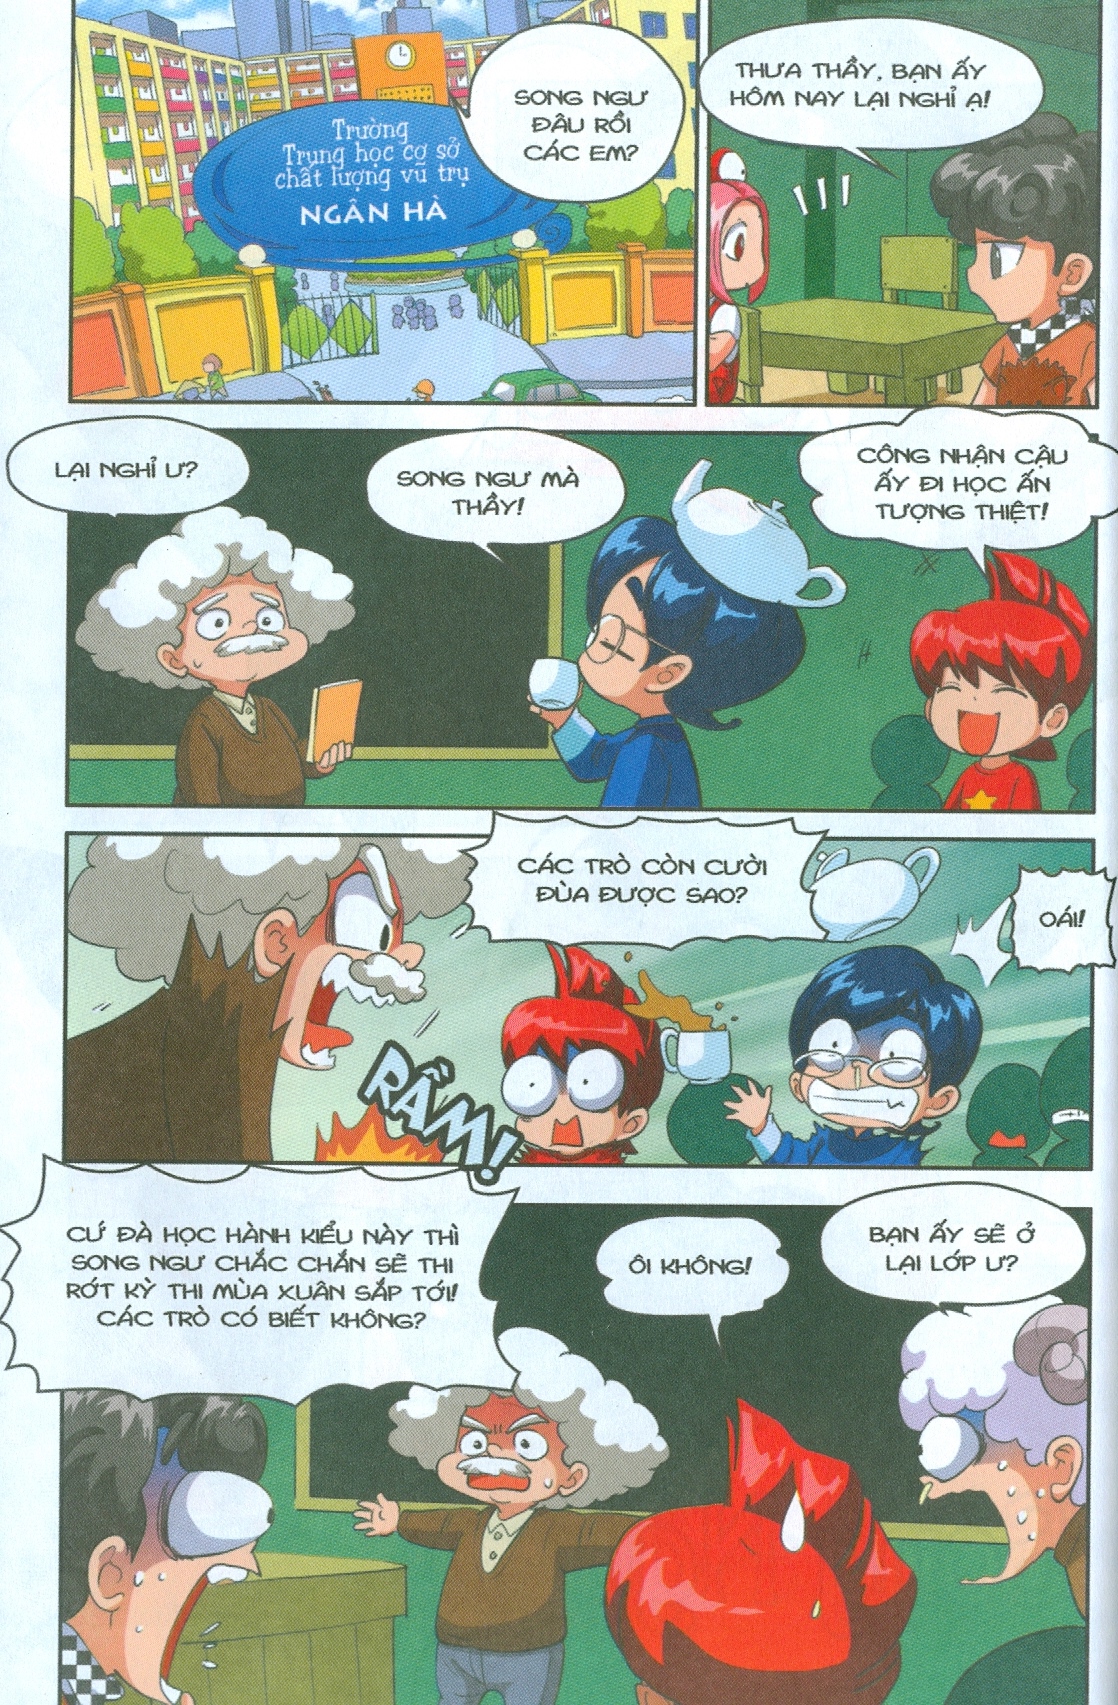 Trường
Trung học cơ sở
chất lượng vũ trụ
NGÂN HÀ
SONG NGƯ
ĐÂU RỒI
CÁC EM?
THƯA THẦY, BẠN ẤY
HÔM NAY LẠI NGHỈ Ạ!
LẠI NGHỈ Ư?
SONG NGƯ MÀ
THẦY!
CÔNG NHẬN CẬU
ẤY ĐI HỌC ẤN
TƯỢNG THIỆT!
CÁC TRÒ CÒN CƯỜI
ĐÙA ĐƯỢC SAO?
OÁI!
RẦM!
CỨ ĐÀ HỌC HÀNH KIỂU NÀY THÌ
SONG NGƯ CHẮC CHẮN SẼ THI
RỚT KỲ THI MÙA XUÂN SẮP TỚI!
CÁC TRÒ CÓ BIẾT KHÔNG?
ÔI KHÔNG!
BẠN ẤY SẼ Ở
LẠI LỚP Ư?